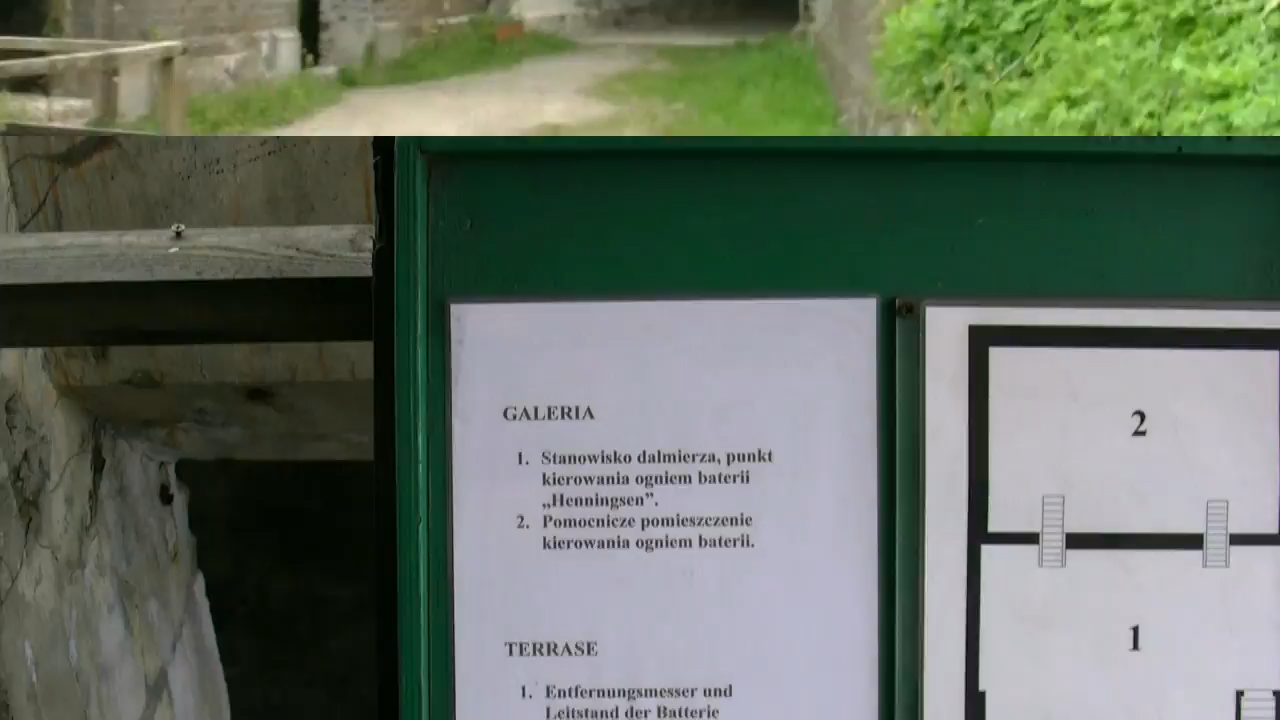 GALERIA
1. Stanowisko dalmierza, punkt
kierowania ogniem baterii
„Henningsen”.
2. Pomocnicze pomieszczenie
kierowania ogniem baterii.
TERRASE
1. Entfernungsmesser und
Leitstand der Batterie
2
1